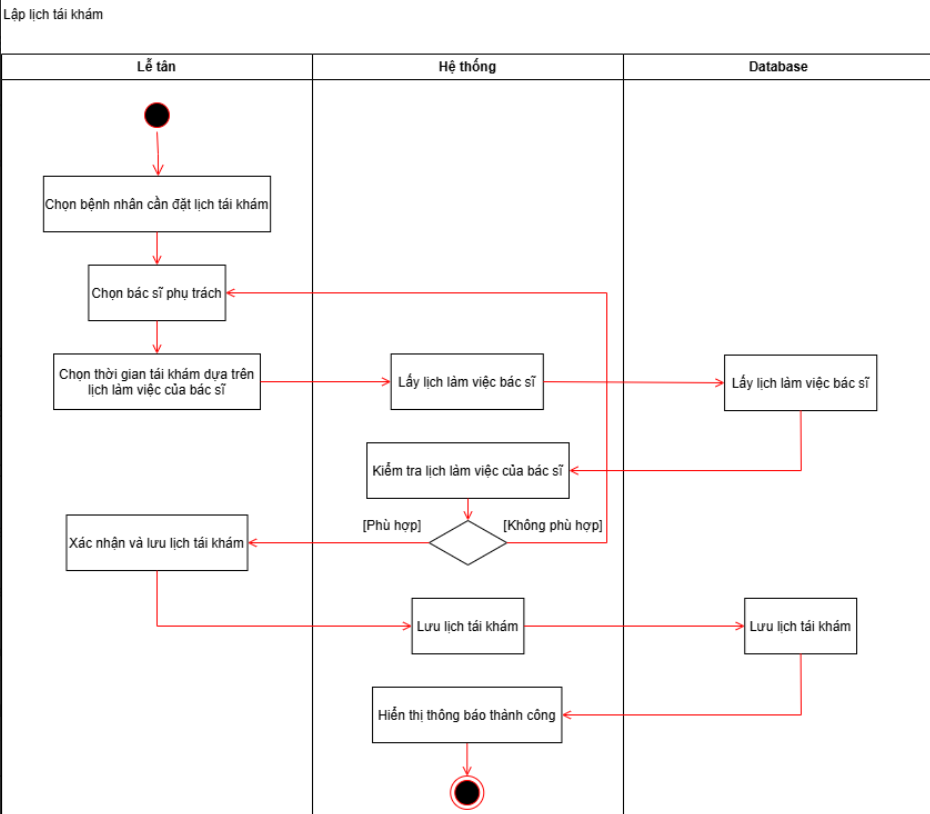 Lập lịch tái khám
Lễ tân
Hệ thống
Database
Chọn bệnh nhân cần đặt lịch tái khám
Chọn bác sĩ phụ trách
Chọn thời gian tái khám dựa trên
lịch làm việc của bác sĩ
Lấy lịch làm việc bác sĩ
Lấy lịch làm việc bác sĩ
Kiểm tra lịch làm việc của bác sĩ
[Phù hợp]
[Không phù hợp]
Xác nhận và lưu lịch tái khám
Lưu lịch tái khám
Lưu lịch tái khám
Hiển thị thông báo thành công